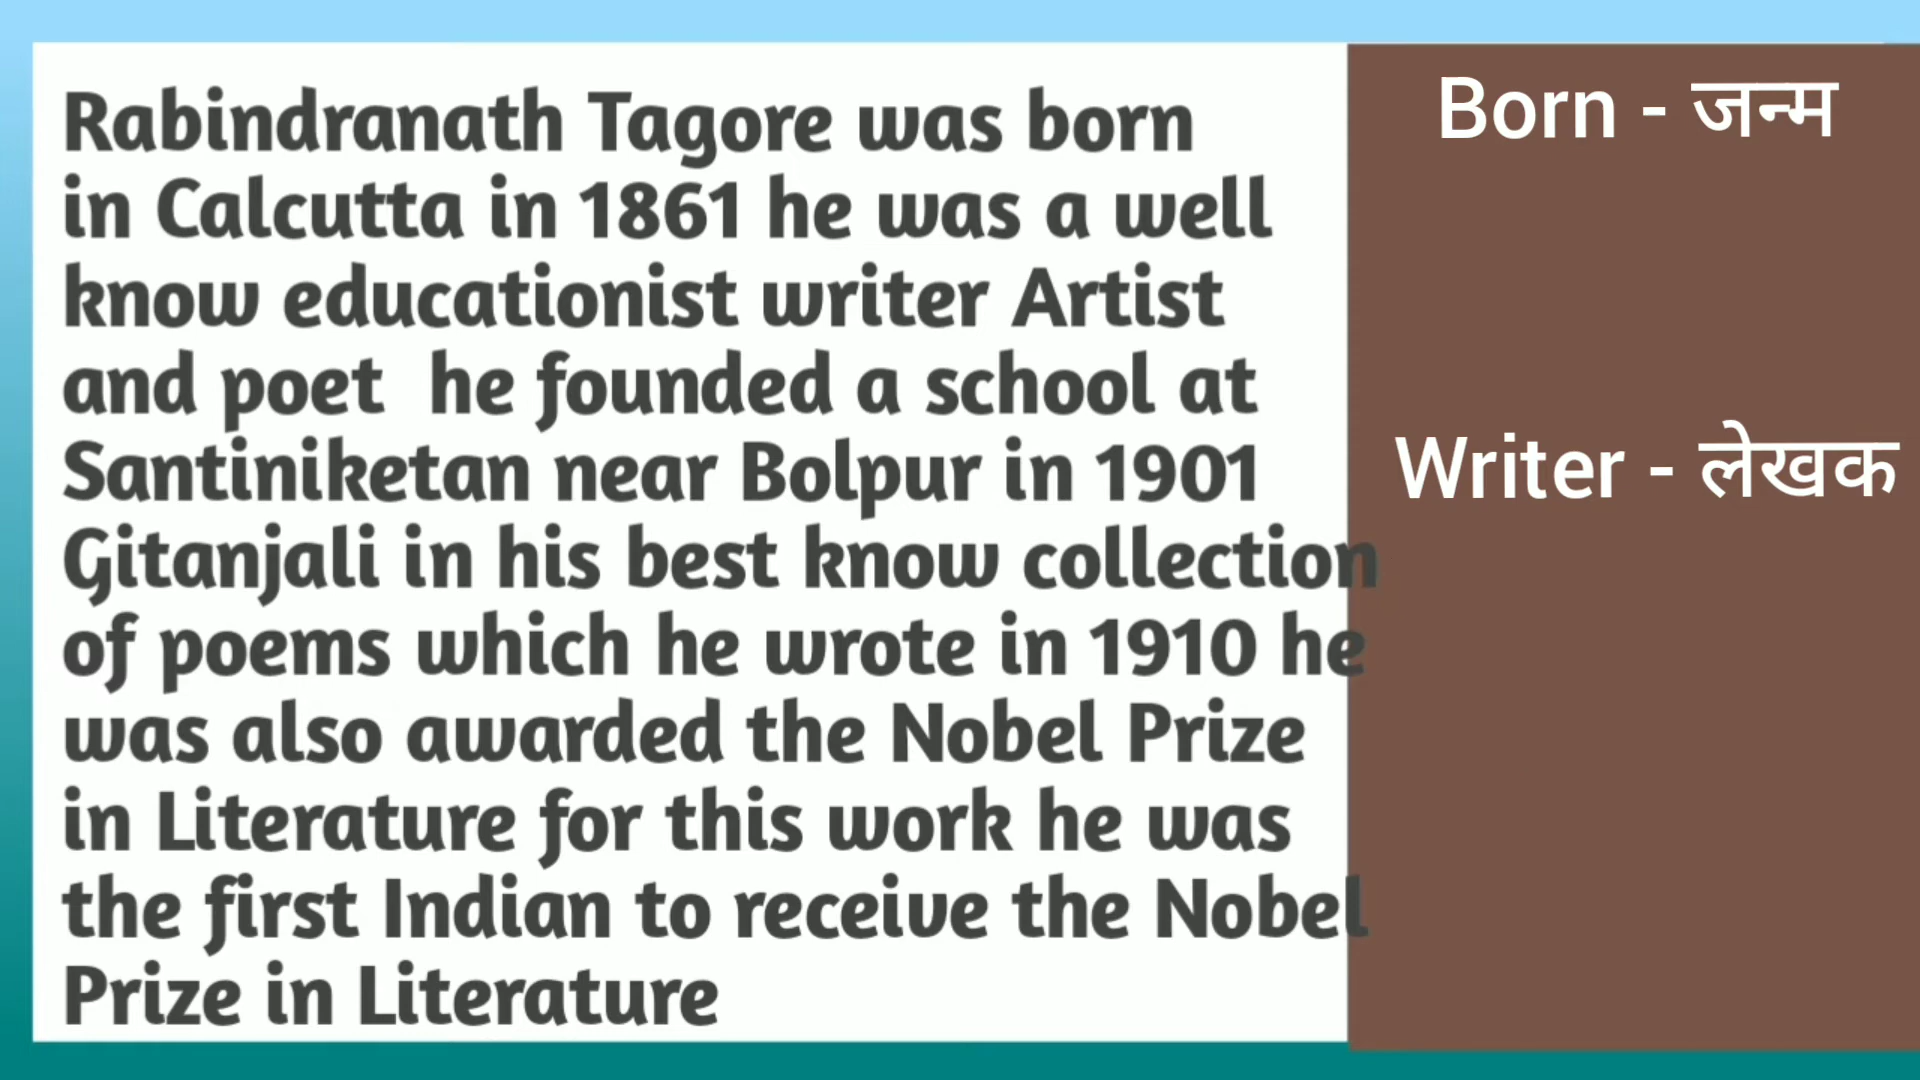 Rabindranath Tagore was born
in Calcutta in 1861 he was a well
know educationist writer Artist
and poet  he founded a school at
Santiniketan near Bolpur in 1901
Gitanjali in his best know collection
of poems which he wrote in 1910 he
was also awarded the Nobel Prize
in Literature for this work he was
the first Indian to receive the Nobel
Prize in Literature
Born - जन्म
Writer - लेखक